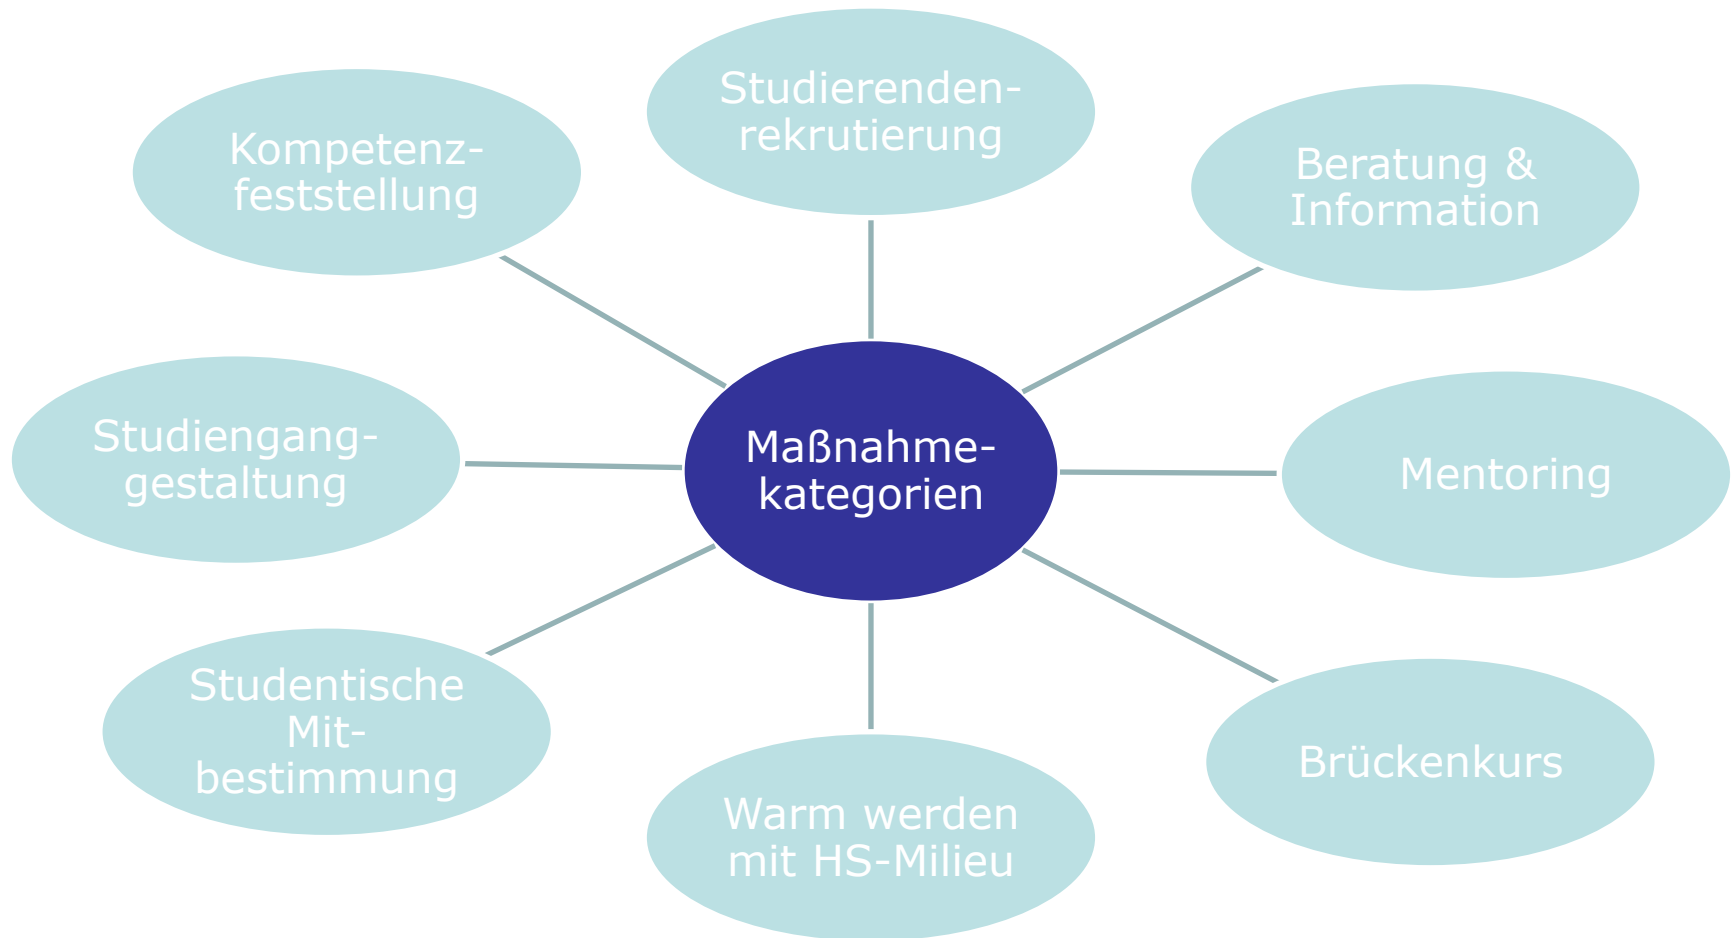 Studierenden-
rekrutierung
Kompetenz-
feststellung
Beratung &
Information
Studiengang-
gestaltung
Maßnahme-
kategorien
Mentoring
Studentische
Mit-
bestimmung
Brückenkurs
Warm werden
mit HS-Milieu